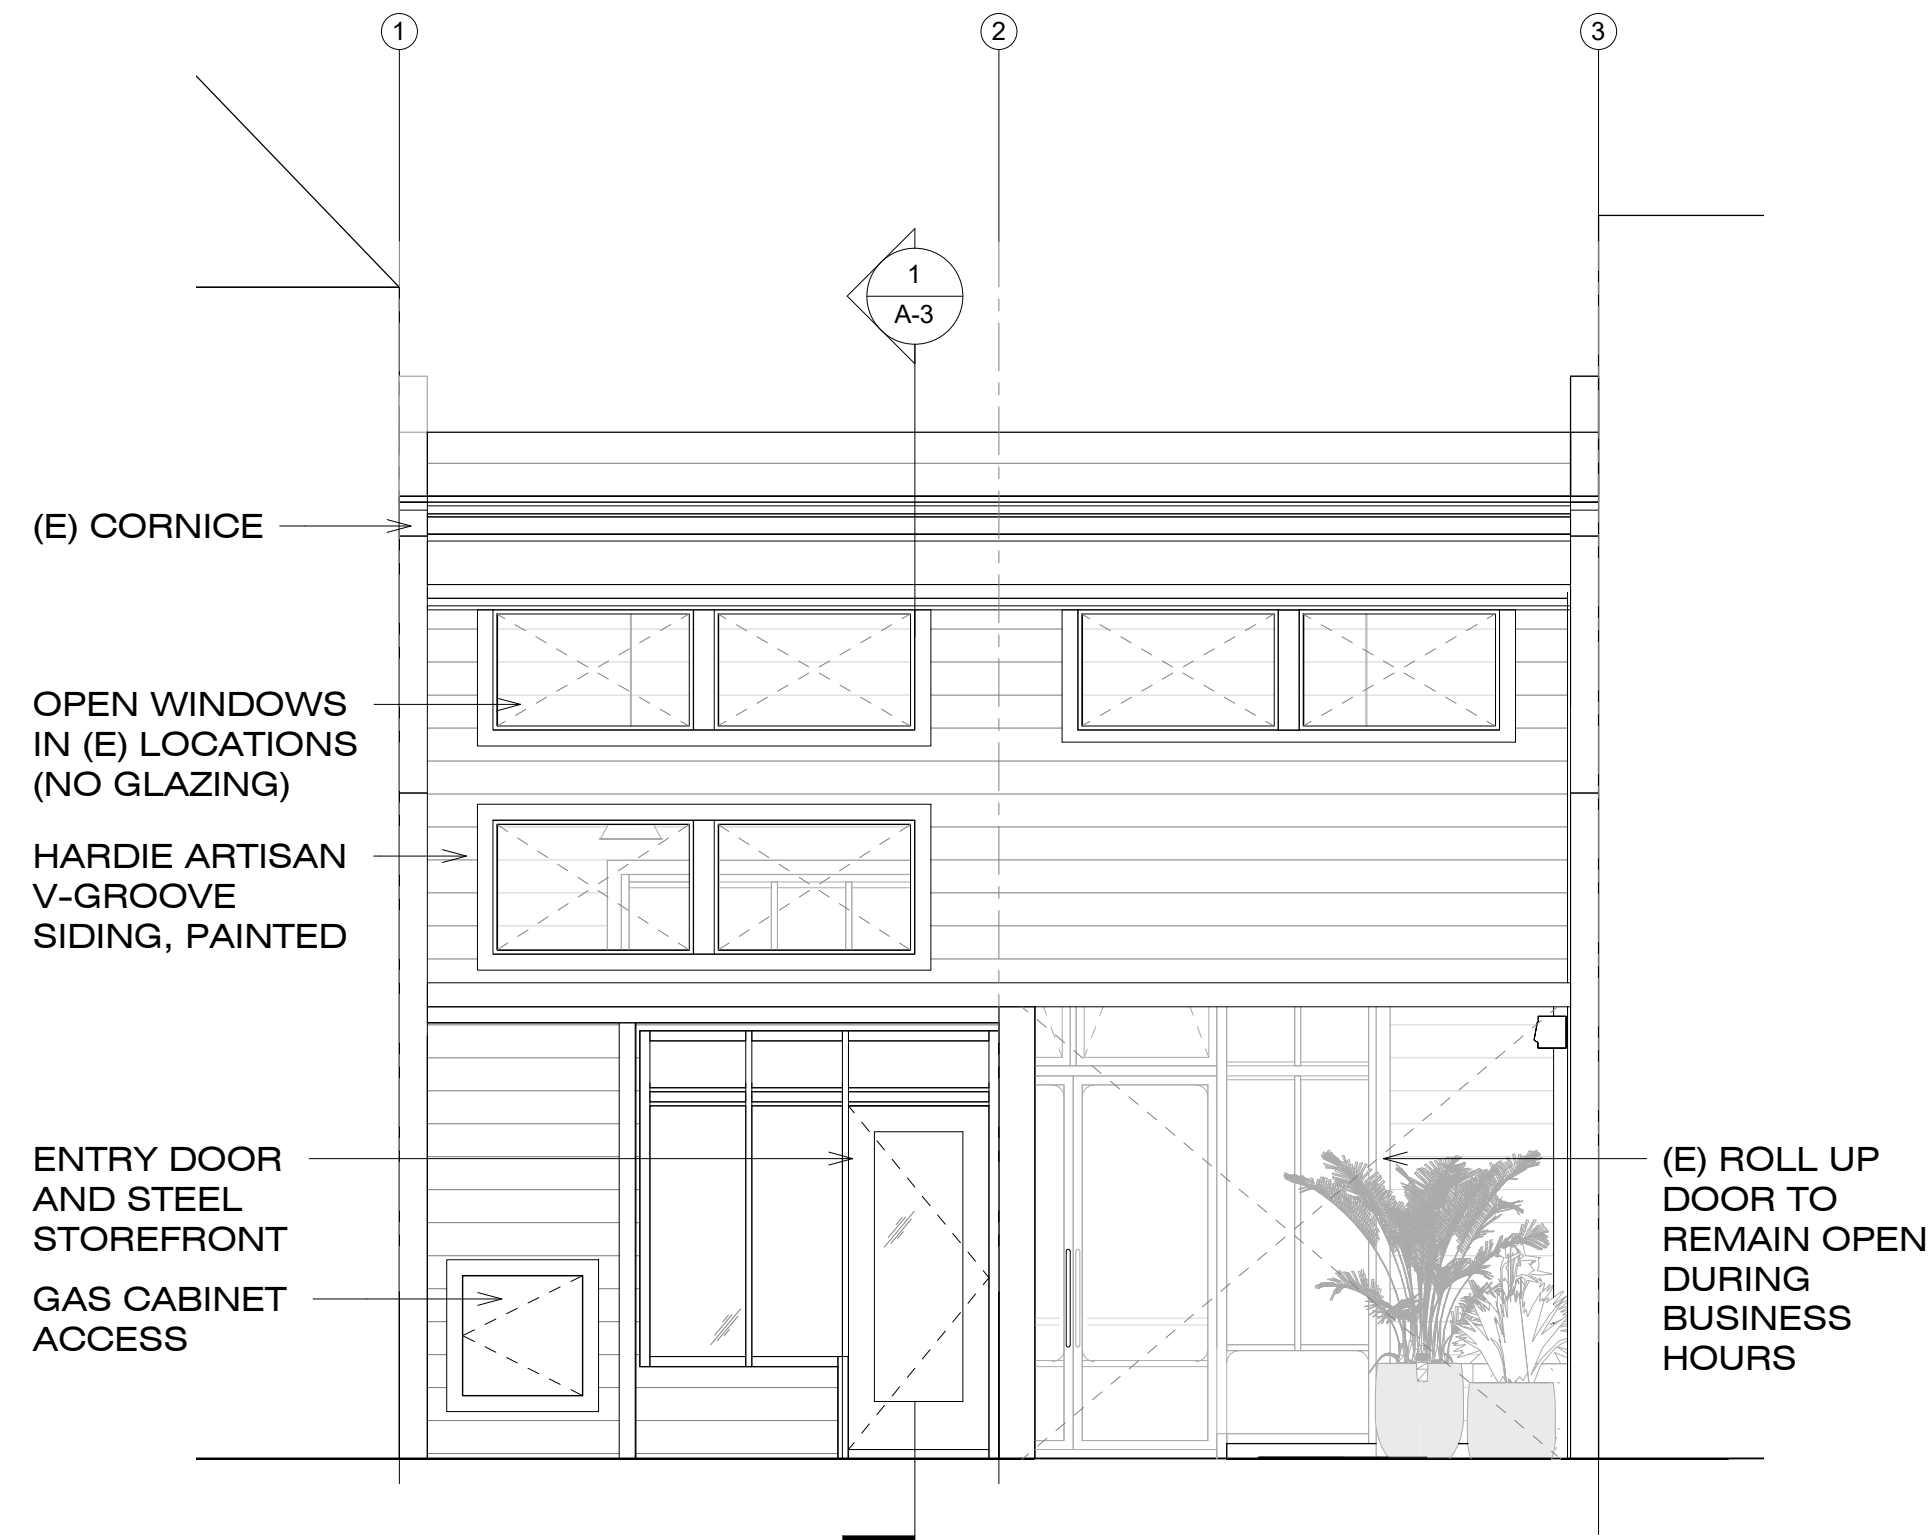 1
2
3
1
A-3
(E) CORNICE
OPEN WINDOWS
IN (E) LOCATIONS
(NO GLAZING)
HARDIE ARTISAN
V-GROOVE
SIDING, PAINTED
ENTRY DOOR
AND STEEL
STOREFRONT
GAS CABINET
ACCESS
(E) ROLL UP
DOOR TO
REMAIN OPEN
DURING
BUSINESS
HOURS